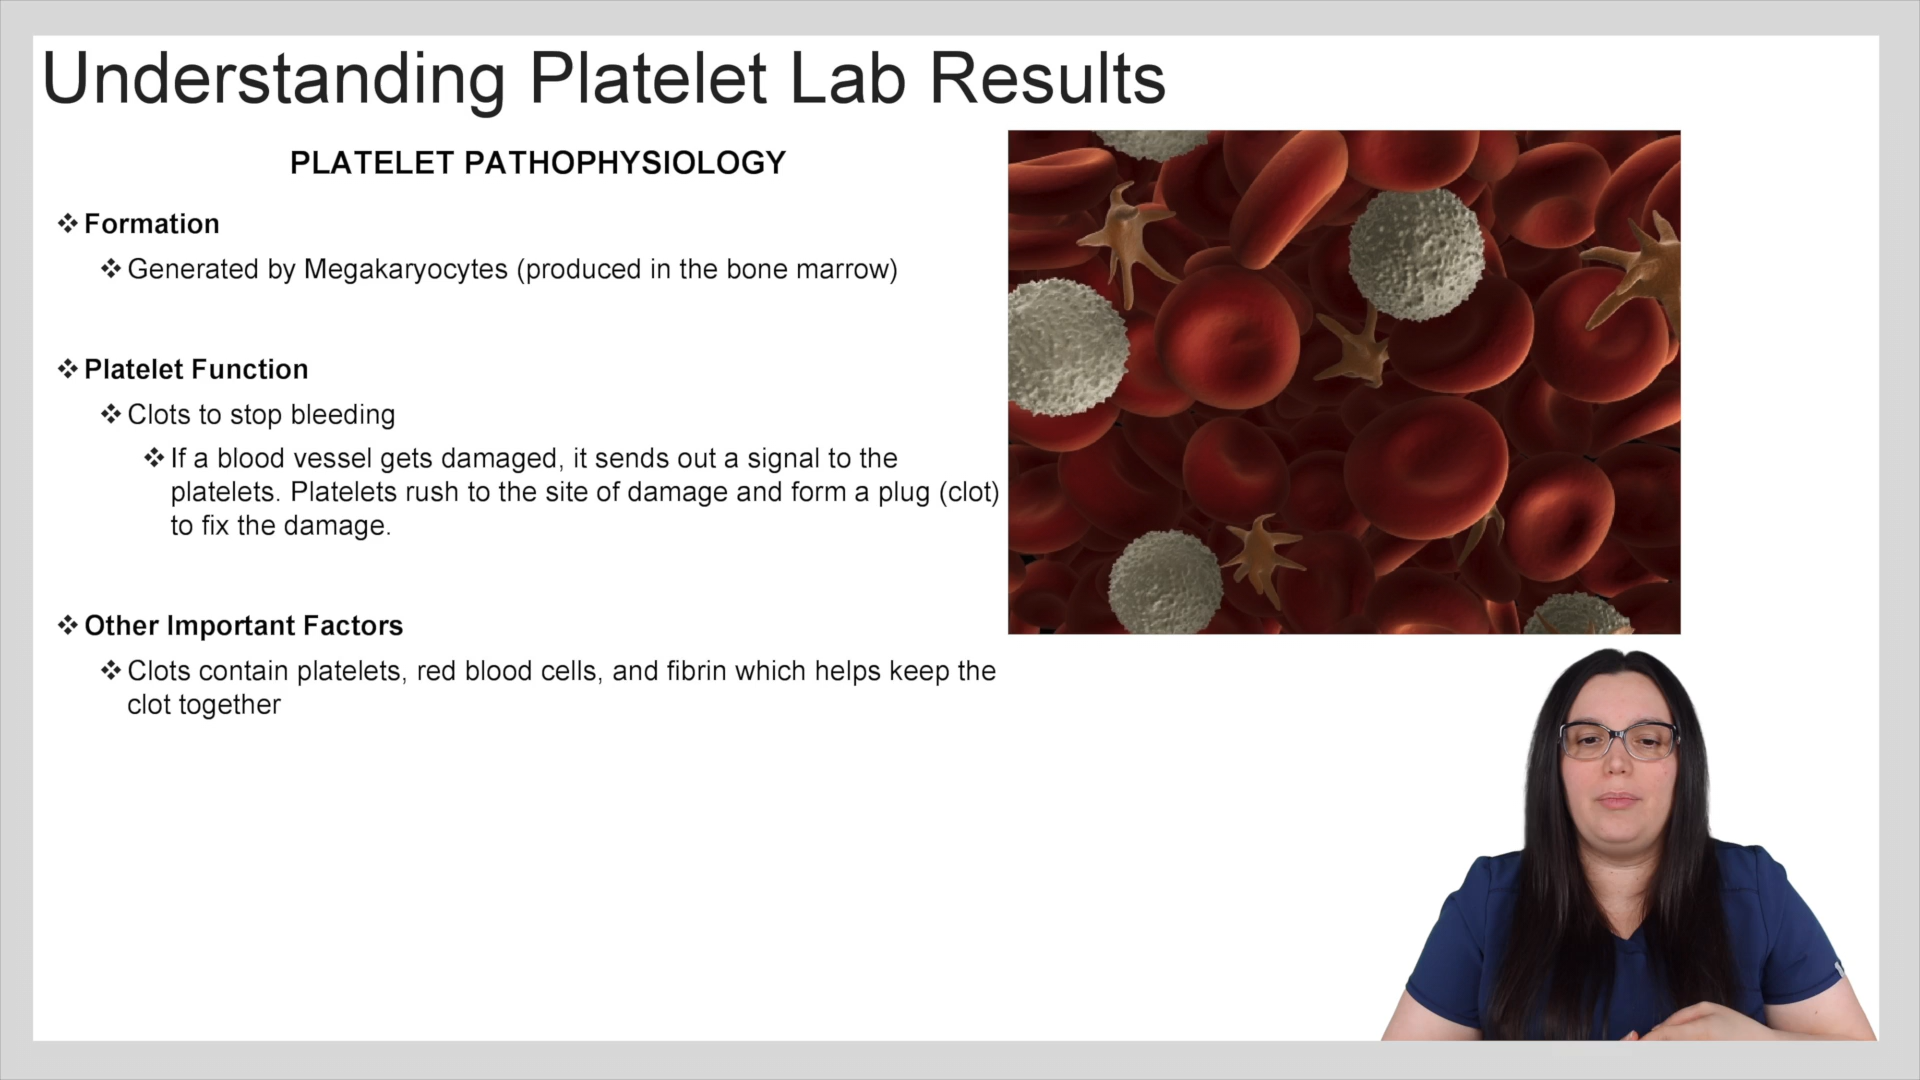 Understanding Platelet Lab Results
PLATELET PATHOPHYSIOLOGY
❖ Formation
❖ Generated by Megakaryocytes (produced in the bone marrow)
❖ Platelet Function
❖ Clots to stop bleeding
❖ If a blood vessel gets damaged, it sends out a signal to the
platelets. Platelets rush to the site of damage and form a plug (clot)
to fix the damage.
❖ Other Important Factors
❖ Clots contain platelets, red blood cells, and fibrin which helps keep the
clot together